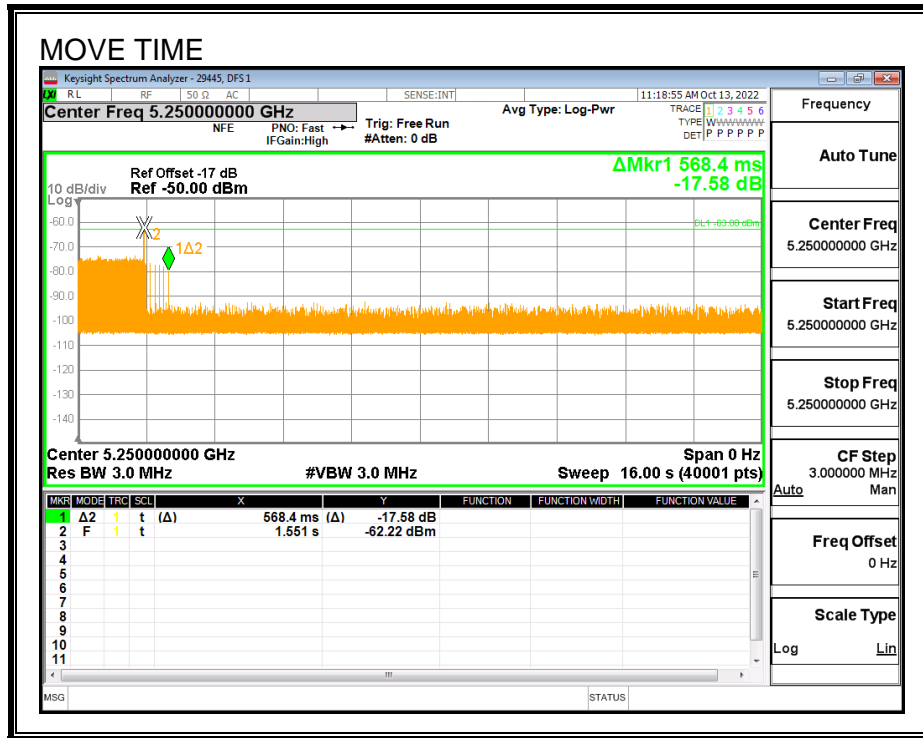 MOVE TIME
Keysight Spectrum Analyzer - 29445, DFS 1
LXI RL RF 50 Ω AC SENSE:INT 11:18:55 AM Oct 13, 2022
Center Freq 5.250000000 GHz Avg Type: Log-Pwr TRACE 1 2 3 4 5 6
NFE PNO: Fast Trig: Free Run TYPE WWWWWWW
IFGain:High #Atten: 0 dB DET P P P P P P
Ref Offset -17 dB ΔMkr1 568.4 ms
10 dB/div Ref -50.00 dBm -17.58 dB
Log
-60.0
DL1 -63.00 dBm
2
1Δ2
-70.0
-80.0
-90.0
-100
-110
-120
-130
-140
Center 5.250000000 GHz Span 0 Hz
Res BW 3.0 MHz #VBW 3.0 MHz Sweep 16.00 s (40001 pts)
MKR MODE TRC SCL X Y FUNCTION FUNCTION WIDTH FUNCTION VALUE
1 Δ2 1 t (Δ) 568.4 ms (Δ) -17.58 dB
2 F 1 t 1.551 s -62.22 dBm
3
4
5
6
7
8
9
10
11
MSG STATUS
Frequency
Auto Tune
Center Freq
5.250000000 GHz
Start Freq
5.250000000 GHz
Stop Freq
5.250000000 GHz
CF Step
3.000000 MHz
Auto Man
Freq Offset
0 Hz
Scale Type
Log Lin